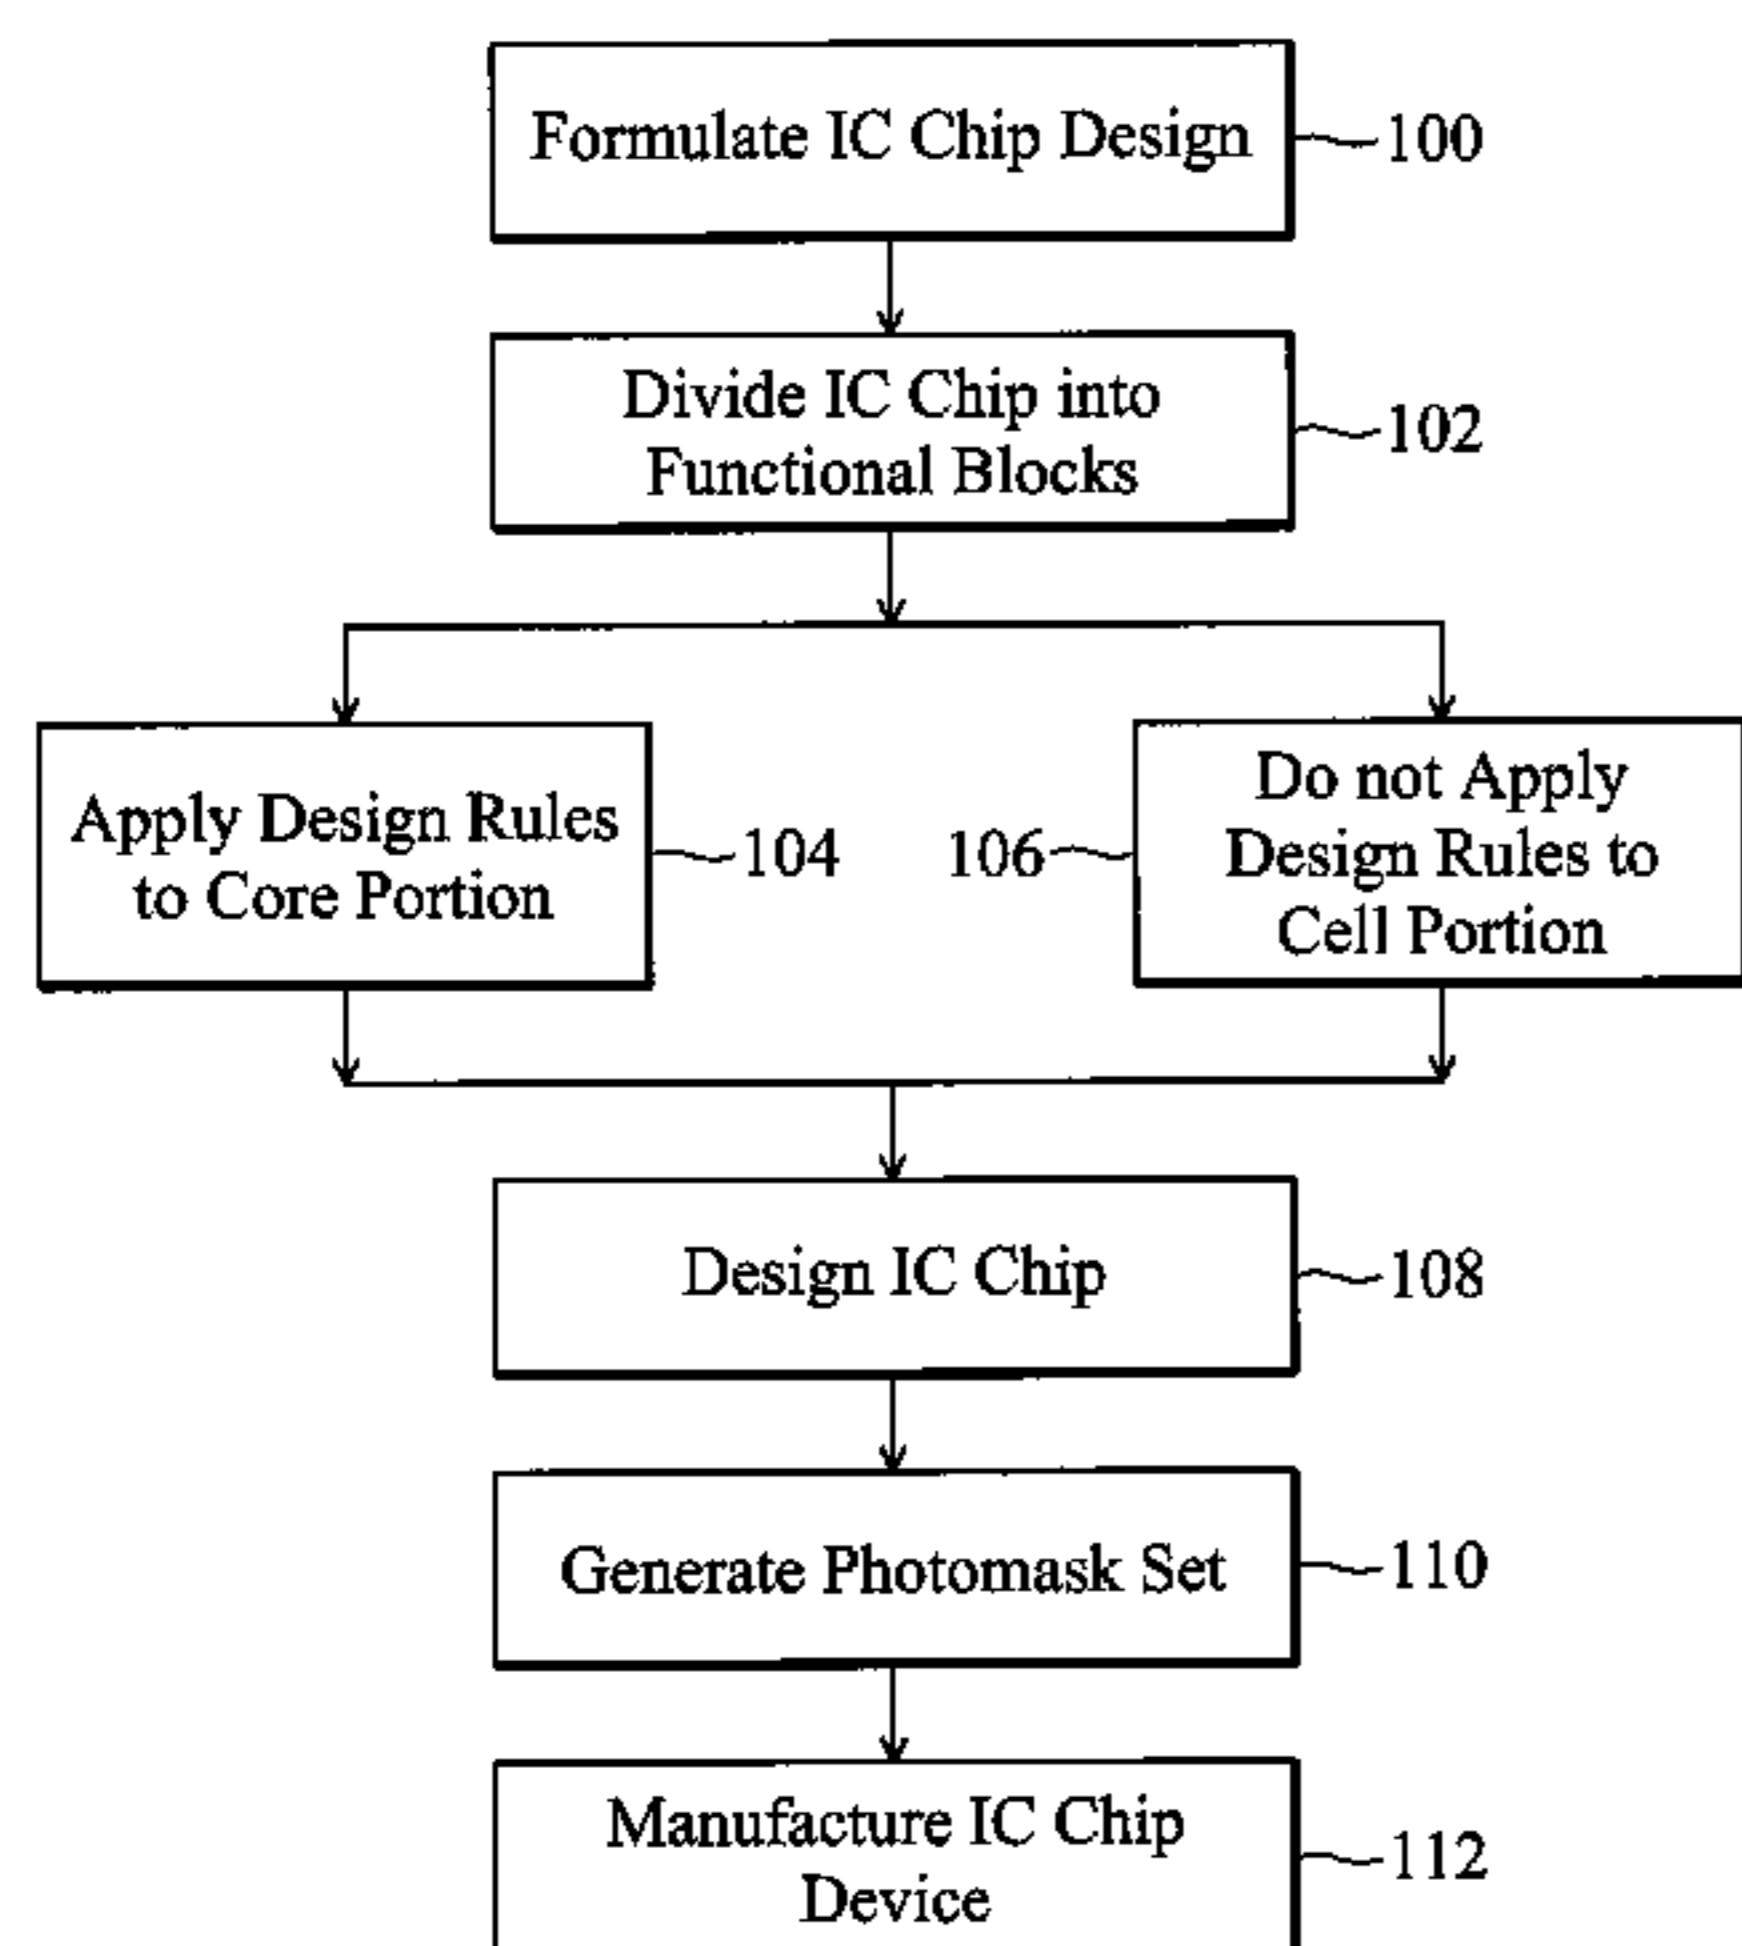 Formulate IC Chip Design
100
Divide IC Chip into
Functional Blocks
102
Apply Design Rules
to Core Portion
104
106
Do not Apply
Design Rules to
Cell Portion
Design IC Chip
108
Generate Photomask Set
110
Manufacture IC Chip
Device
112